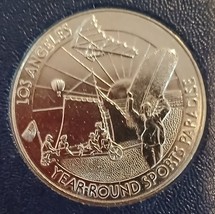 LOS ANGELES
YEAR-ROUND SPORTS PARADISE